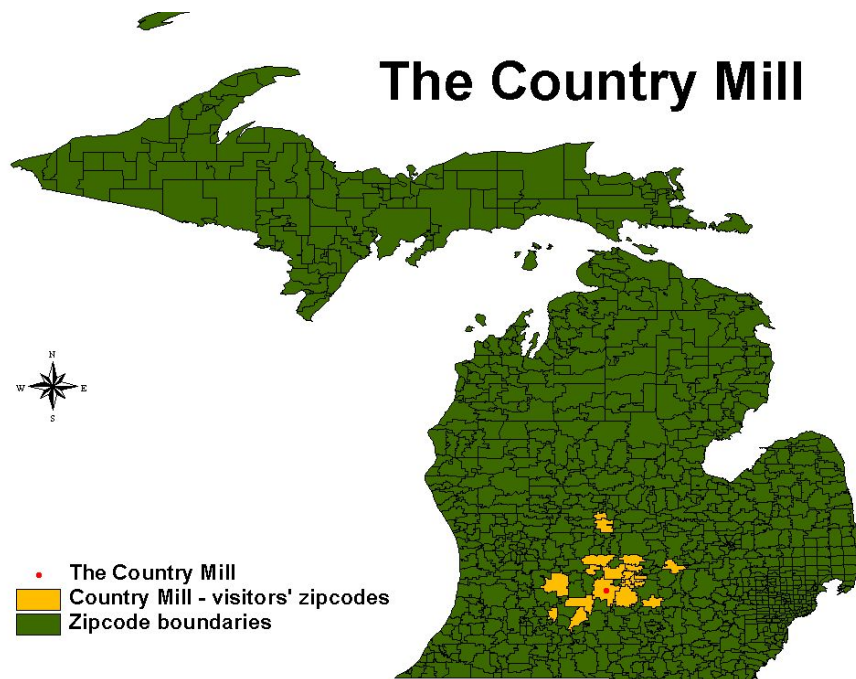 The Country Mill
N
W E
S
The Country Mill
Country Mill - visitors' zipcodes
Zipcode boundaries